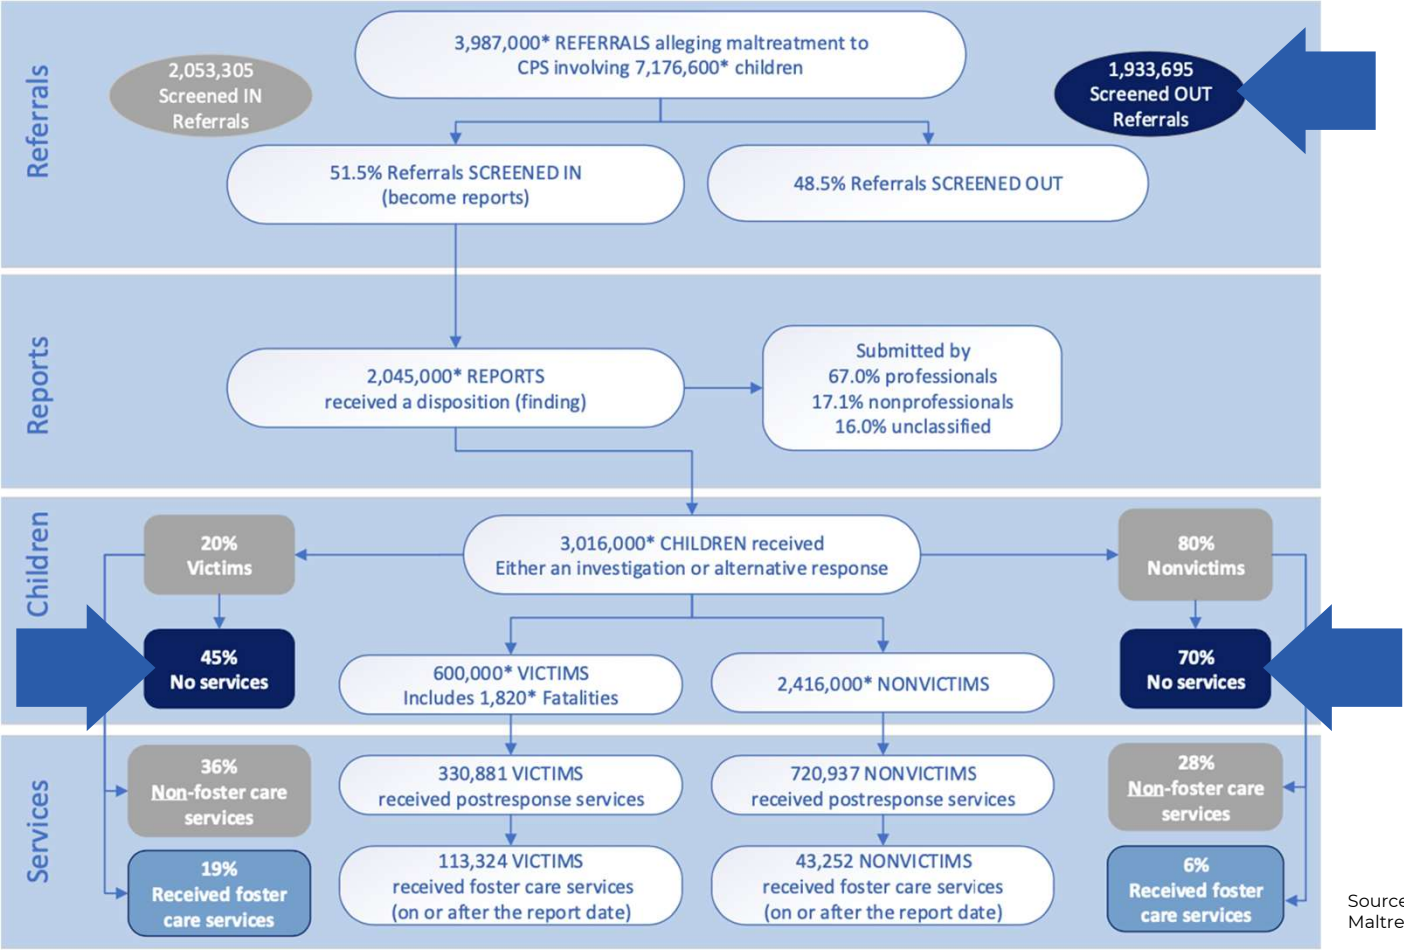 Referrals
3,987,000* REFERRALS alleging maltreatment to
CPS involving 7,176,600* children
2,053,305
Screened IN
Referrals
1,933,695
Screened OUT
Referrals
51.5% Referrals SCREENED IN
(become reports)
48.5% Referrals SCREENED OUT
Reports
2,045,000* REPORTS
received a disposition (finding)
Submitted by
67.0% professionals
17.1% nonprofessionals
16.0% unclassified
Children
20%
Victims
3,016,000* CHILDREN received
Either an investigation or alternative response
80%
Nonvictims
45%
No services
600,000* VICTIMS
Includes 1,820* Fatalities
2,416,000* NONVICTIMS
70%
No services
Services
36%
Non-foster care
services
330,881 VICTIMS
received postresponse services
720,937 NONVICTIMS
received postresponse services
28%
Non-foster care
services
19%
Received foster
care services
113,324 VICTIMS
received foster care services
(on or after the report date)
43,252 NONVICTIMS
received foster care services
(on or after the report date)
6%
Received foster
care services
Source
Maltre